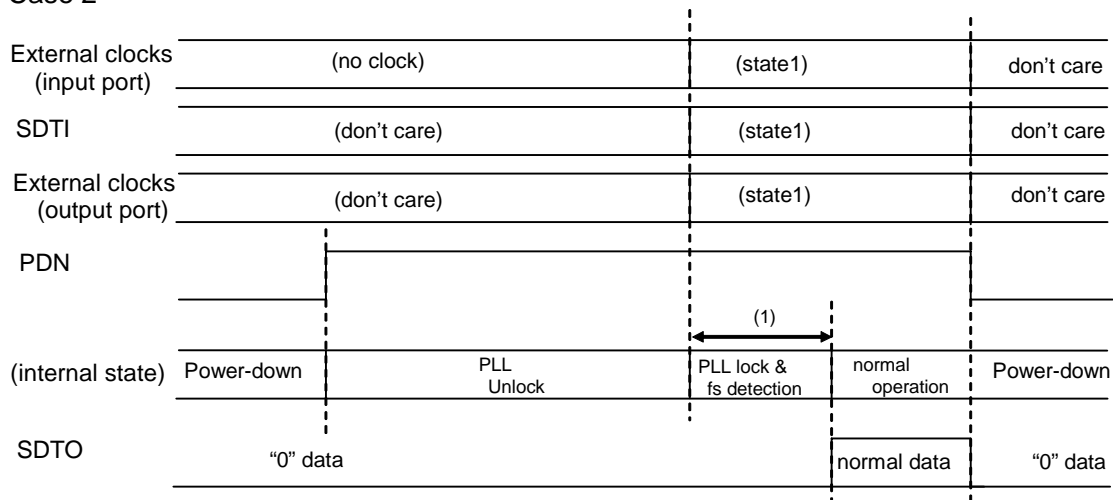 Case 2
External clocks
(input port)
(no clock)
(state1)
don't care
SDTI
(don't care)
(state1)
don't care
External clocks
(output port)
(don't care)
(state1)
don't care
PDN
(1)
(internal state)
Power-down
PLL
Unlock
PLL lock &
fs detection
normal
operation
Power-down
SDTO
“0” data
normal data
“0” data